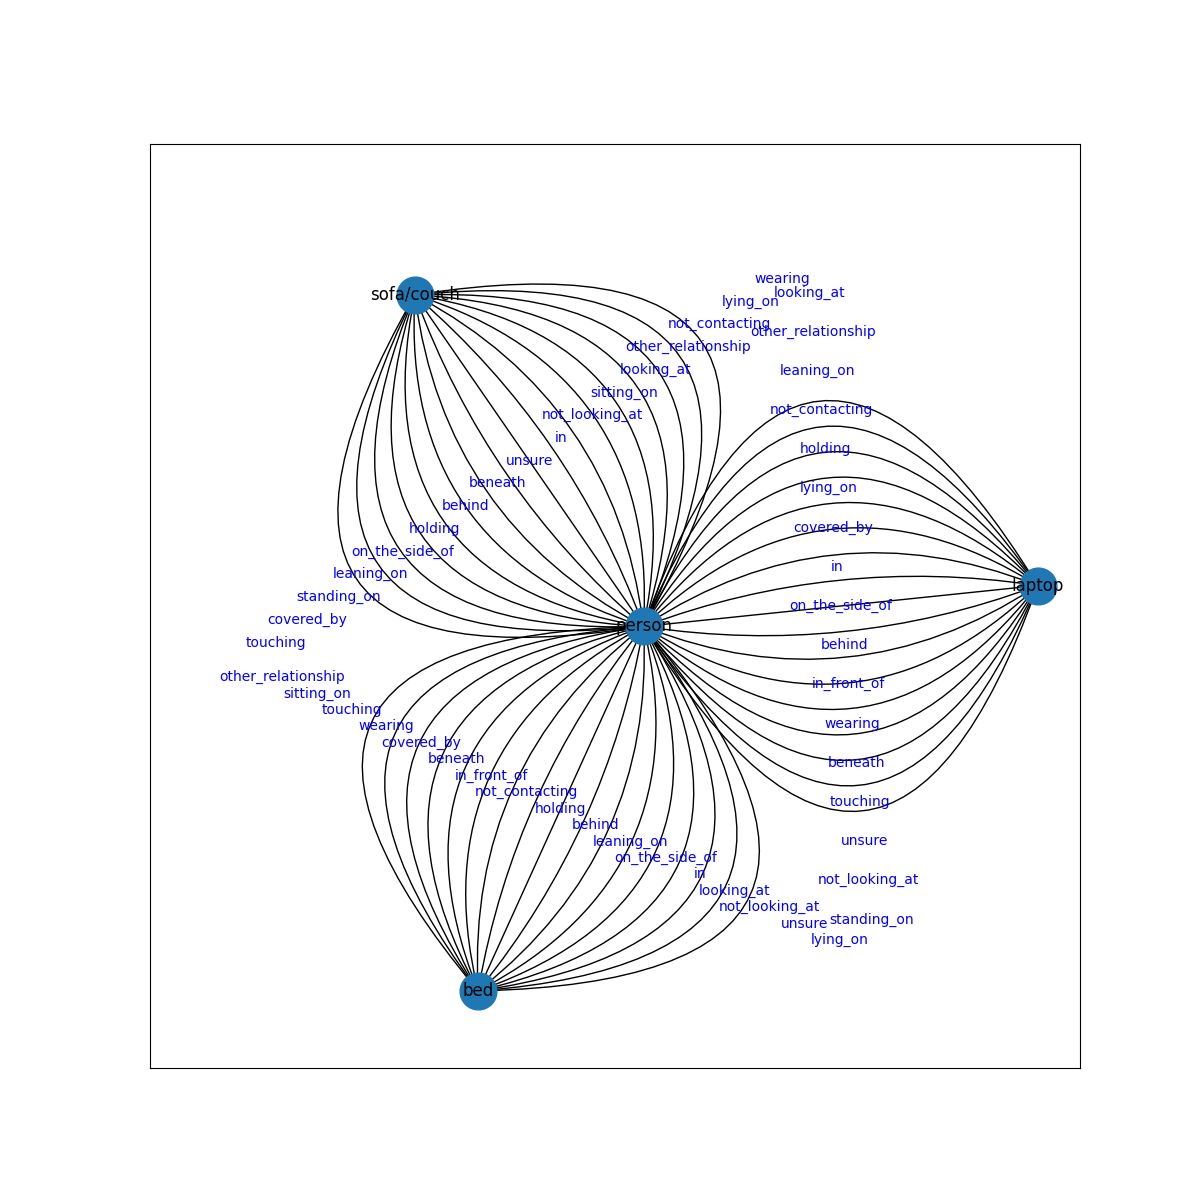 wearing
looking_at
lying_on
not_contacting
other_relationship
other_relationship
looking_at
leaning_on
sitting_on
not_contacting
not_looking_at
in
holding
unsure
beneath
lying_on
behind
holding
covered_by
on_the_side_of
in
leaning_on
standing_on
on_the_side_of
covered_by
touching
behind
sofa/couch
person
laptop
bed
other_relationship
in_front_of
sitting_on
touching
wearing
wearing
covered_by
beneath
beneath
in_front_of
not_contacting
touching
holding
behind
unsure
leaning_on
on_the_side_of
in
not_looking_at
looking_at
not_looking_at
standing_on
unsure
lying_on